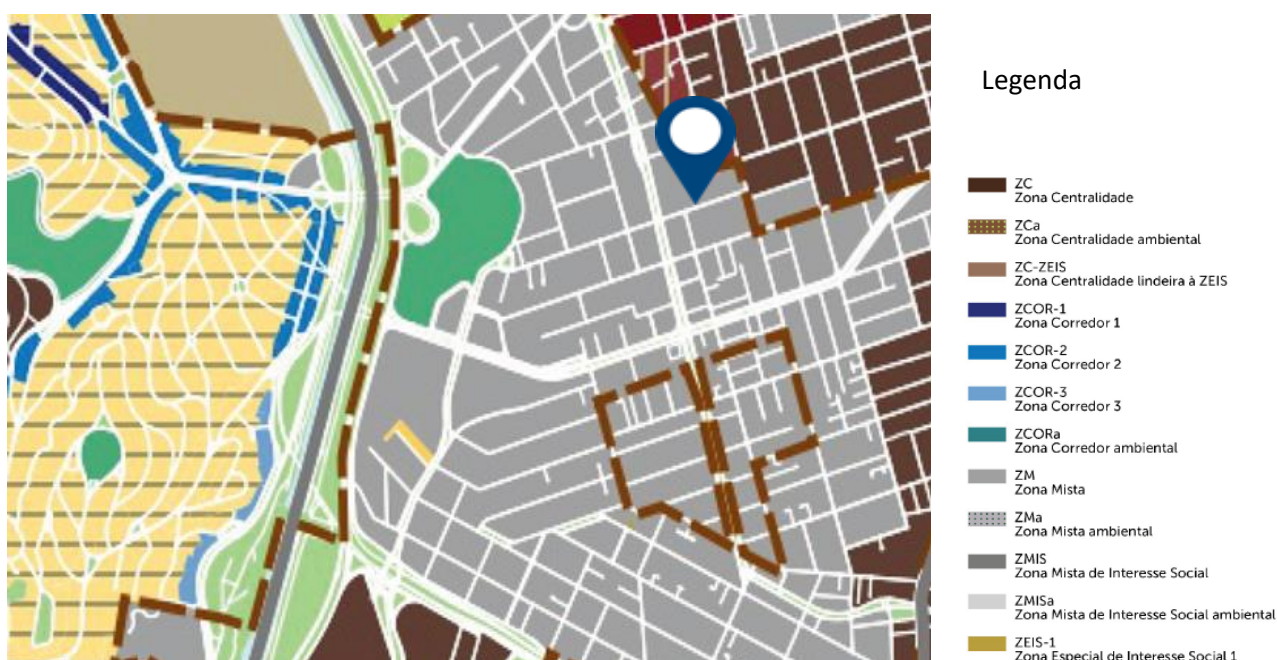 Legenda
ZC
Zona Centralidade
ZCa
Zona Centralidade ambiental
ZC-ZEIS
Zona Centralidade lindeira à ZEIS
ZCOR-1
Zona Corredor 1
ZCOR-2
Zona Corredor 2
ZCOR-3
Zona Corredor 3
ZCORa
Zona Corredor ambiental
ZM
Zona Mista
ZMa
Zona Mista ambiental
ZMIS
Zona Mista de Interesse Social
ZMISa
Zona Mista de Interesse Social ambiental
ZEIS-1
Zona Especial de Interesse Social 1